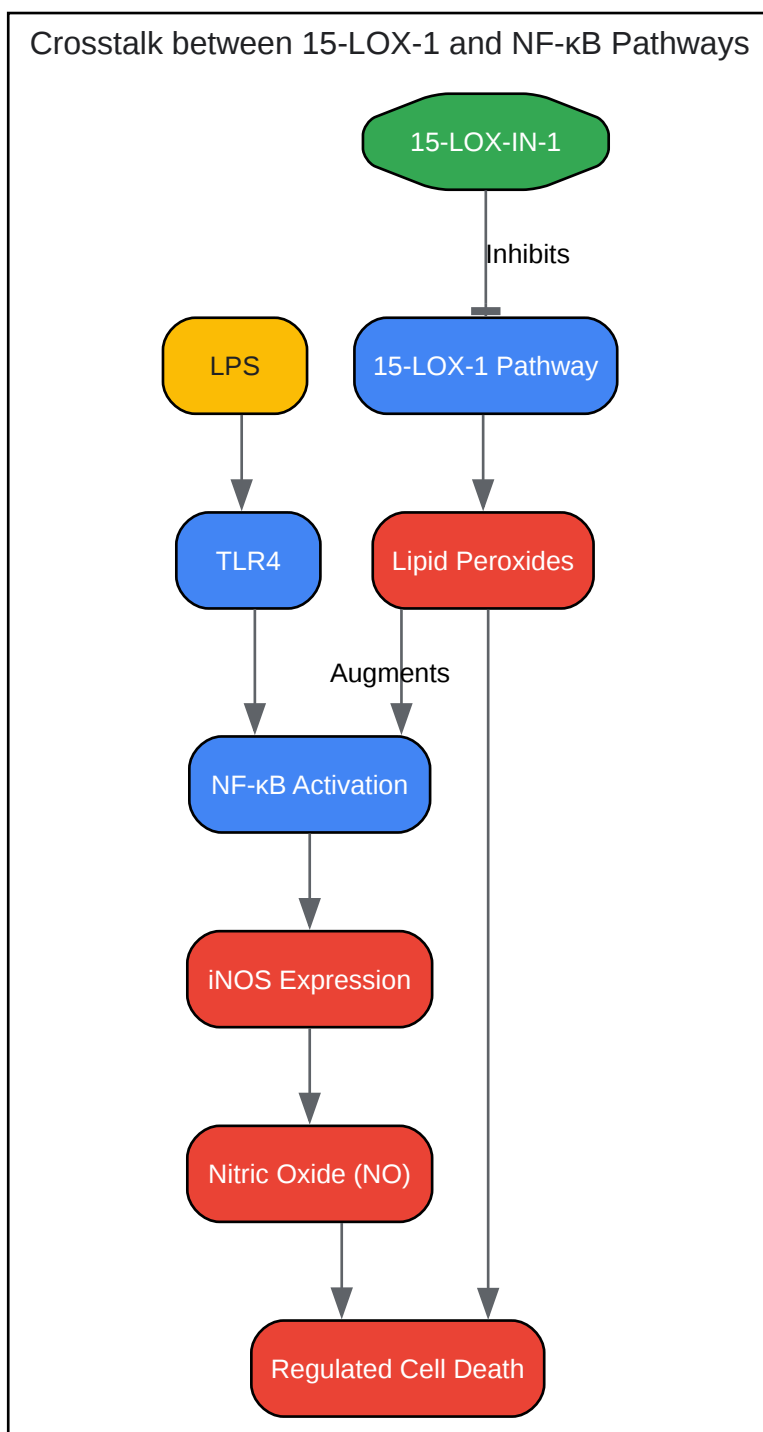 Crosstalk between 15-LOX-1 and NF-κB Pathways
15-LOX-IN-1
Inhibits
LPS
15-LOX-1 Pathway
TLR4
Lipid Peroxides
Augments
NF-κB Activation
iNOS Expression
Nitric Oxide (NO)
Regulated Cell Death